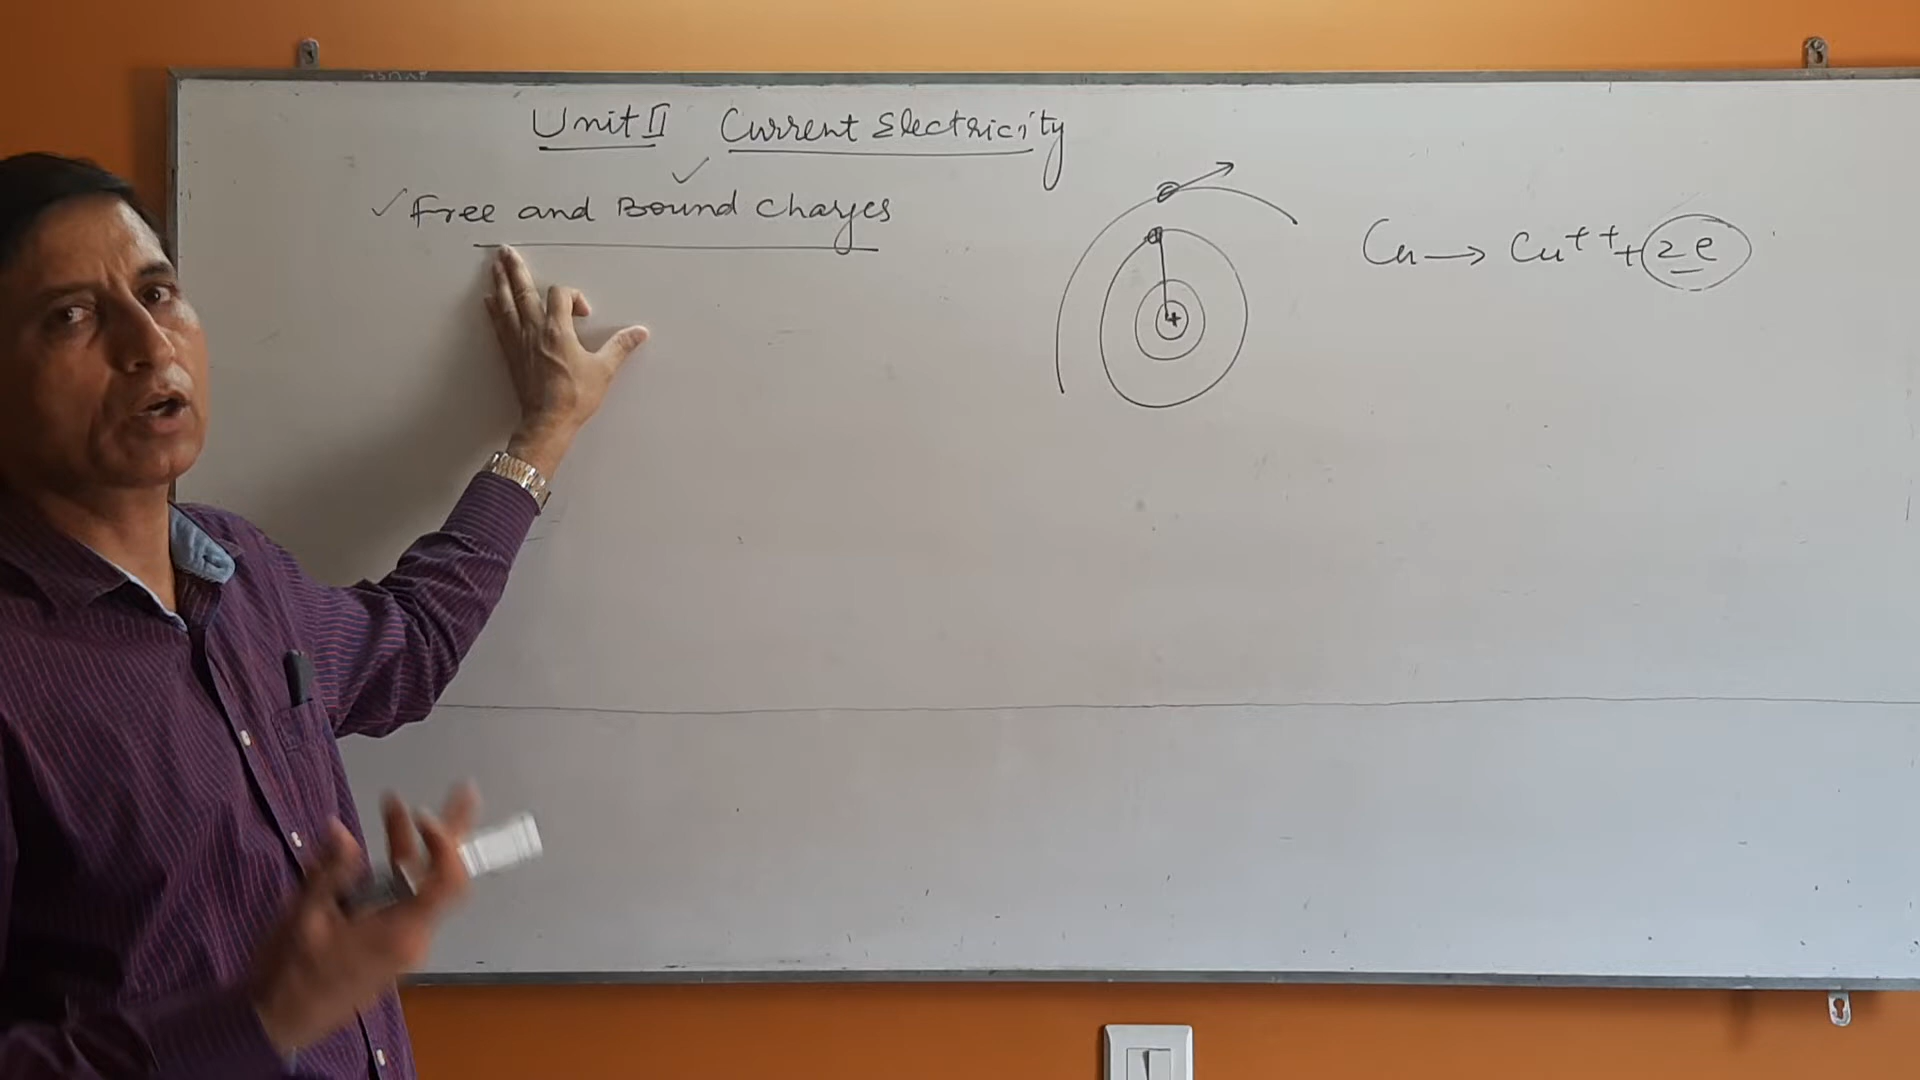 Unit II Current Electricity
✓ Free and Bound Charges
+
Cu → Cu⁺⁺ + 2e